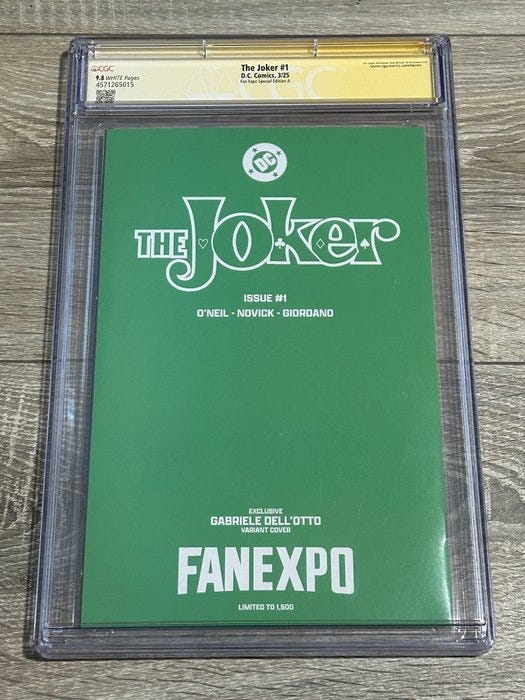 CGC
The Joker #1
9.8 WHITE Pages
D.C. Comics, 3/25
4571265015
Fan Expo Special Edition A
DC
THE Joker
ISSUE #1
O'NEIL - NOVICK - GIORDANO
EXCLUSIVE
GABRIELE DELL'OTTO
VARIANT COVER
FANEXPO
LIMITED TO 1,500